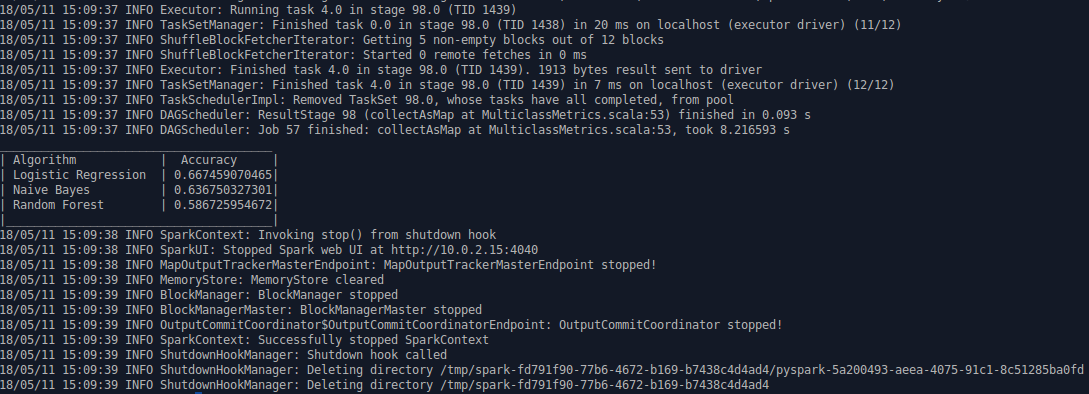 18/05/11 15:09:37 INFO Executor: Running task 4.0 in stage 98.0 (TID 1439)
18/05/11 15:09:37 INFO TaskSetManager: Finished task 0.0 in stage 98.0 (TID 1438) in 20 ms on localhost (executor driver) (11/12)
18/05/11 15:09:37 INFO ShuffleBlockFetcherIterator: Getting 5 non-empty blocks out of 12 blocks
18/05/11 15:09:37 INFO ShuffleBlockFetcherIterator: Started 0 remote fetches in 0 ms
18/05/11 15:09:37 INFO Executor: Finished task 4.0 in stage 98.0 (TID 1439). 1913 bytes result sent to driver
18/05/11 15:09:37 INFO TaskSetManager: Finished task 4.0 in stage 98.0 (TID 1439) in 7 ms on localhost (executor driver) (12/12)
18/05/11 15:09:37 INFO TaskSchedulerImpl: Removed TaskSet 98.0, whose tasks have all completed, from pool
18/05/11 15:09:37 INFO DAGScheduler: ResultStage 98 (collectAsMap at MulticlassMetrics.scala:53) finished in 0.093 s
18/05/11 15:09:37 INFO DAGScheduler: Job 57 finished: collectAsMap at MulticlassMetrics.scala:53, took 8.216593 s
_______________________________________
| Algorithm            |  Accuracy     |
| Logistic Regression  | 0.667459070465|
| Naive Bayes          | 0.636750327301|
| Random Forest        | 0.586725954672|
|______________________________________|
18/05/11 15:09:38 INFO SparkContext: Invoking stop() from shutdown hook
18/05/11 15:09:38 INFO SparkUI: Stopped Spark web UI at http://10.0.2.15:4040
18/05/11 15:09:38 INFO MapOutputTrackerMasterEndpoint: MapOutputTrackerMasterEndpoint stopped!
18/05/11 15:09:39 INFO MemoryStore: MemoryStore cleared
18/05/11 15:09:39 INFO BlockManager: BlockManager stopped
18/05/11 15:09:39 INFO BlockManagerMaster: BlockManagerMaster stopped
18/05/11 15:09:39 INFO OutputCommitCoordinator$OutputCommitCoordinatorEndpoint: OutputCommitCoordinator stopped!
18/05/11 15:09:39 INFO SparkContext: Successfully stopped SparkContext
18/05/11 15:09:39 INFO ShutdownHookManager: Shutdown hook called
18/05/11 15:09:39 INFO ShutdownHookManager: Deleting directory /tmp/spark-fd791f90-77b6-4672-b169-b7438c4d4ad4/pyspark-5a200493-aeea-4075-91c1-8c51285ba0fd
18/05/11 15:09:39 INFO ShutdownHookManager: Deleting directory /tmp/spark-fd791f90-77b6-4672-b169-b7438c4d4ad4